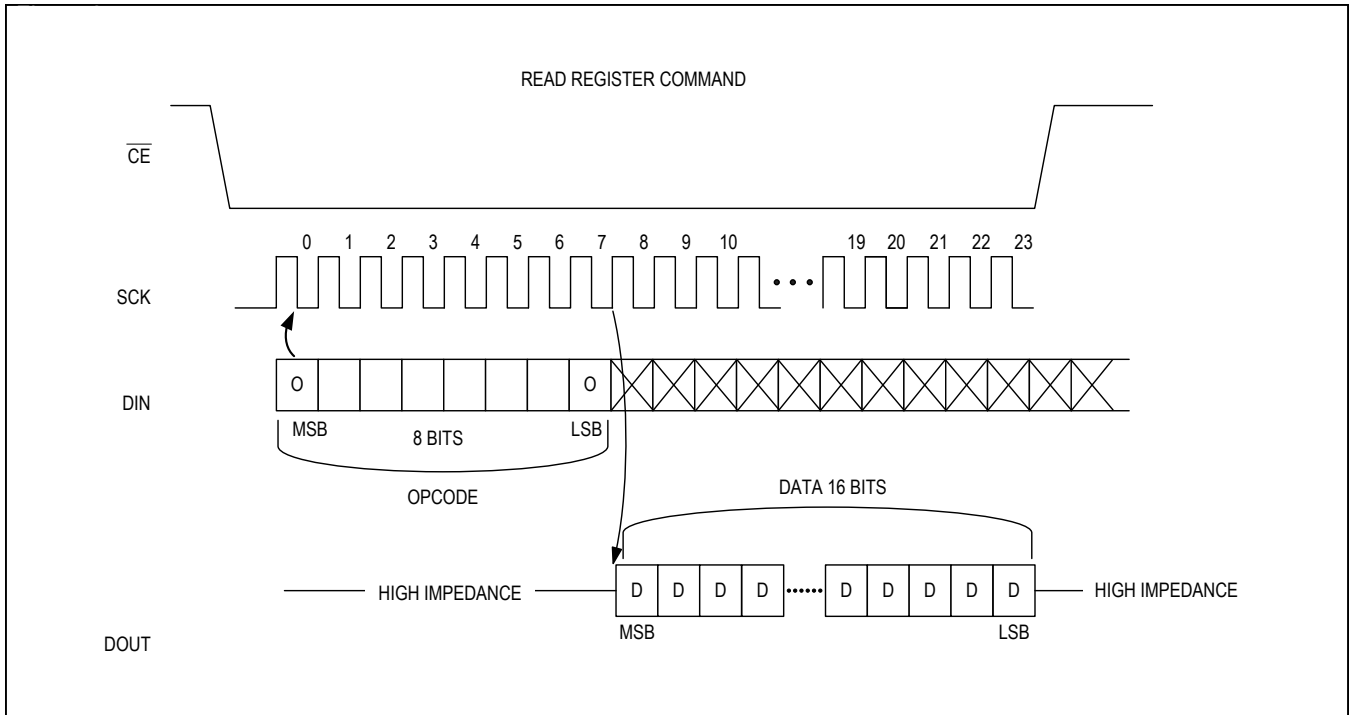 READ REGISTER COMMAND
CE
0 1 2 3 4 5 6 7 8 9 10 19 20 21 22 23
SCK
DIN
O O
MSB 8 BITS LSB
OPCODE
DATA 16 BITS
HIGH IMPEDANCE D D D D D D D D D HIGH IMPEDANCE
MSB LSB
DOUT